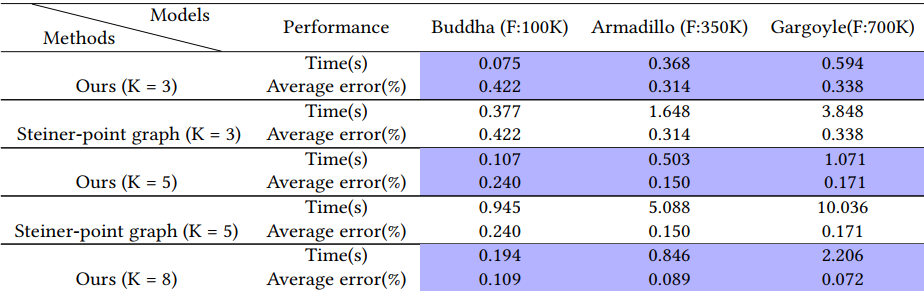 Models
Methods
Performance Buddha (F:100K) Armadillo (F:350K) Gargoyle(F:700K)
Time(s) 0.075 0.368 0.594
Ours (K = 3) Average error(%) 0.422 0.314 0.338
Time(s) 0.377 1.648 3.848
Steiner-point graph (K = 3) Average error(%) 0.422 0.314 0.338
Time(s) 0.107 0.503 1.071
Ours (K = 5) Average error(%) 0.240 0.150 0.171
Time(s) 0.945 5.088 10.036
Steiner-point graph (K = 5) Average error(%) 0.240 0.150 0.171
Time(s) 0.194 0.846 2.206
Ours (K = 8) Average error(%) 0.109 0.089 0.072